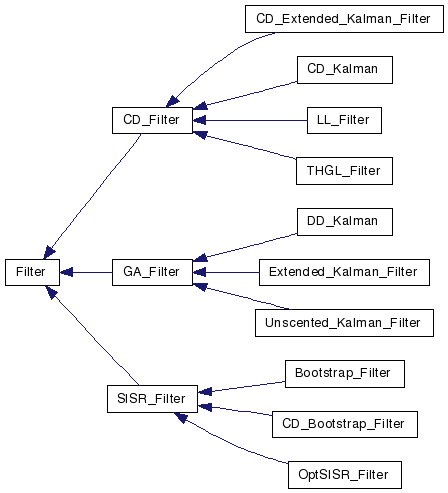 CD_Extended_Kalman_Filter
CD_Kalman
CD_Filter
LL_Filter
THGL_Filter
DD_Kalman
Filter
GA_Filter
Extended_Kalman_Filter
Unscented_Kalman_Filter
Bootstrap_Filter
SISR_Filter
CD_Bootstrap_Filter
OptSISR_Filter